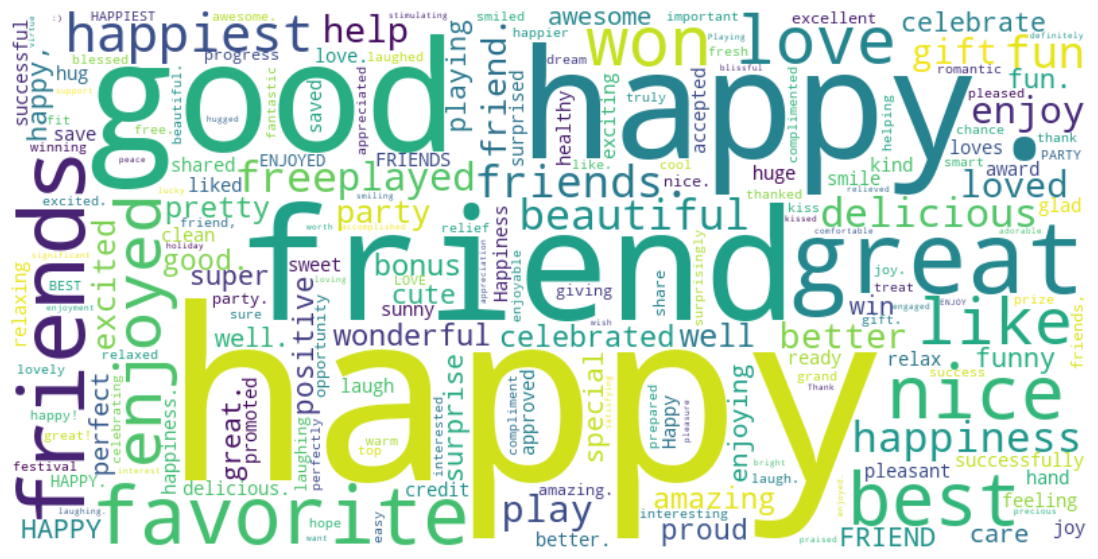 :)
HAPPIEST
happiest
help
awesome.
stimulating
smiled
awesome
important
excellent
celebrate
virtue
successful
blessed
progress
love.
laughed
happier
won
Playing
love
fresh
gift
fun
definitely
hug
happy,
good
playing
friend.
dream
happy.
blissful
romantic
pleased.
fun.
support
fit
save
winning
free.
beautiful.
fantastic
hugged
saved
appreciated
surprised
healthy
exciting
truly
accepted
complimented
helping
enjoy
chance
thank
peace
shared
ENJOYED
FRIENDS
like.
cool
nice.
huge
kind
loves
smart
award
PARTY
friends
excited.
lucky
liked
free
played
friends.
smiling
thanked
kiss
smile
relieved
loved
enjoyed
pretty
friend,
party
accomplished
worth
relief
beautiful
kissed
delicious
glad
clean
holiday
good.
friend
Happiness
surprisingly
comfortable
adorable
significant
relaxing
excited
super
sweet
bonus
appreciation
enjoyable
great
joy.
treat
BEST
party.
loving
LOVE
cute
giving
share
engaged
ENJOY
prize
enjoyment
sure
sunny
wish
win
gift.
friends,
relaxed
well.
opportunity
positive
wonderful
celebrated
well
better
like
lovely
happy
laugh
surprise
special
satisfying
ready
relax
funny
perfect
celebrating
happiness.
great.
promoted
compliment
approved
prepared
Happy
pleasure
enjoying
grand
Thank
success
nice
happy!
great!
laughing
perfectly
warm
top
interested
happiness
festival
HAPPY.
interest
bright
laugh.
pleasant
successfully
laughing.
delicious.
credit
amazing.
amazing
enjoyed.
best
hand
feeling
precious
HAPPY
favorite
hope
want
easy
play
better.
interesting
proud
praised
FRIEND
care
joy